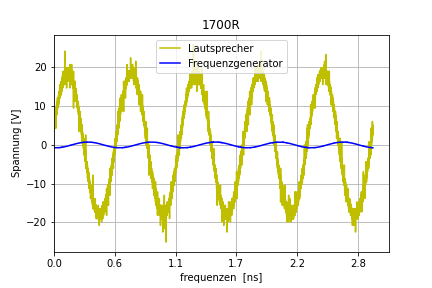 1700R
Lautsprecher
Frequenzgenerator
Spannung [V]
20
10
0
−10
−20
0.0 0.6 1.1 1.7 2.2 2.8
frequenzen [ns]